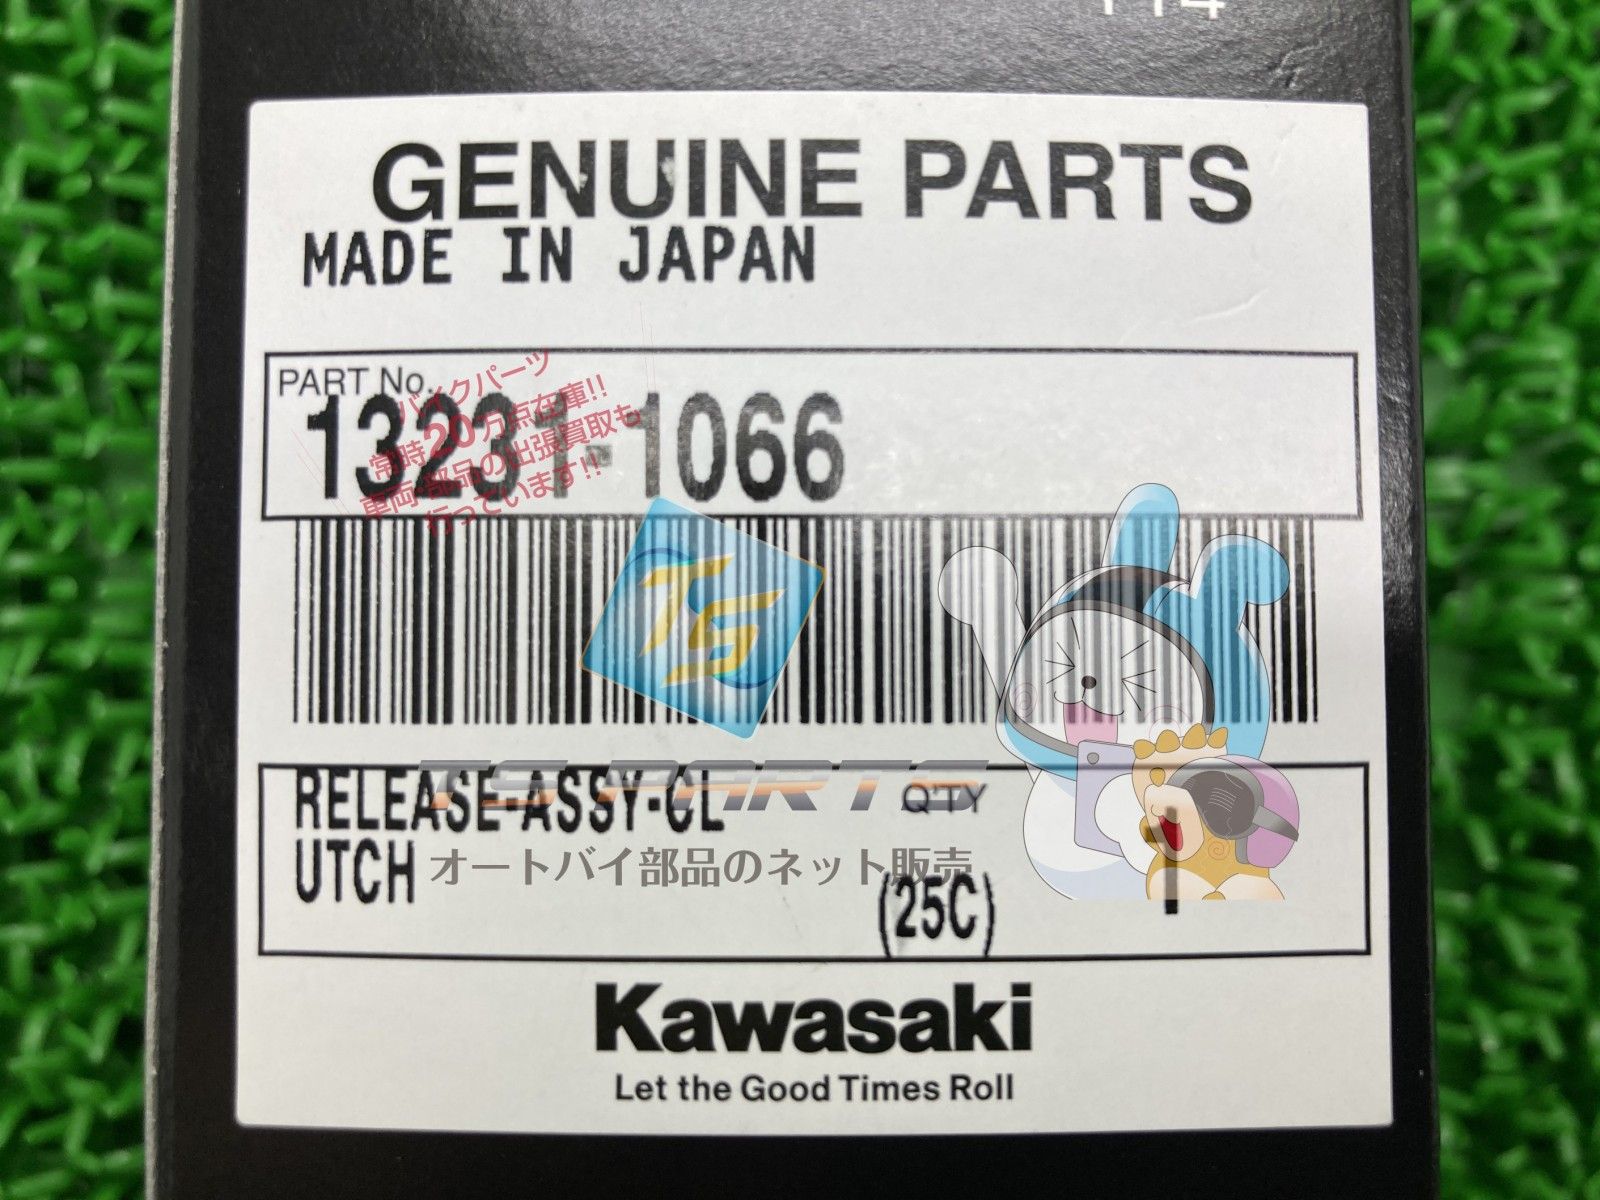 GENUINE PARTS
MADE IN JAPAN
PART No.
13231-1066
バイクパーツ
常時20万点在庫!!
車両・部品の出張買取も
行っています!!
TS
RELEASE-ASSY-CL
UTCH
Q'TY
(25C)
1
TS PARTS
オートバイ部品のネット販売
Kawasaki
Let the Good Times Roll